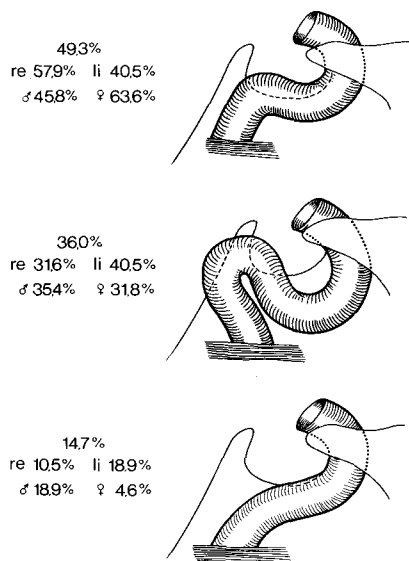 49,3%
re 57,9% li 40,5%
♂ 45,8% ♀ 63,6%
36,0%
re 31,6% li 40,5%
♂ 35,4% ♀ 31,8%
14,7%
re 10,5% li 18,9%
♂ 18,9% ♀ 4,6%